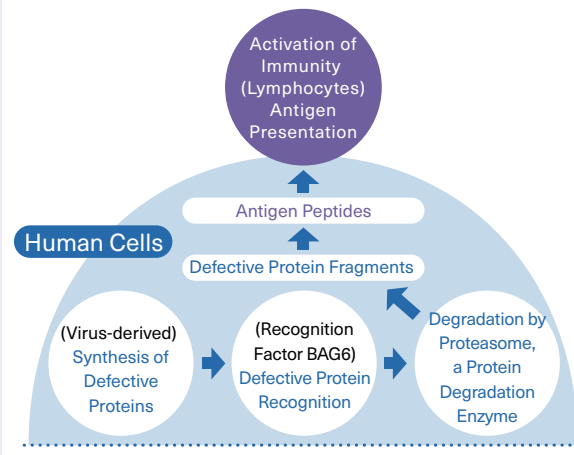 Activation of
Immunity
(Lymphocytes)
Antigen
Presentation
Antigen Peptides
Human Cells
Defective Protein Fragments
(Virus-derived)
Synthesis of
Defective
Proteins
(Recognition
Factor BAG6)
Defective Protein
Recognition
Degradation by
Proteasome,
a Protein
Degradation
Enzyme